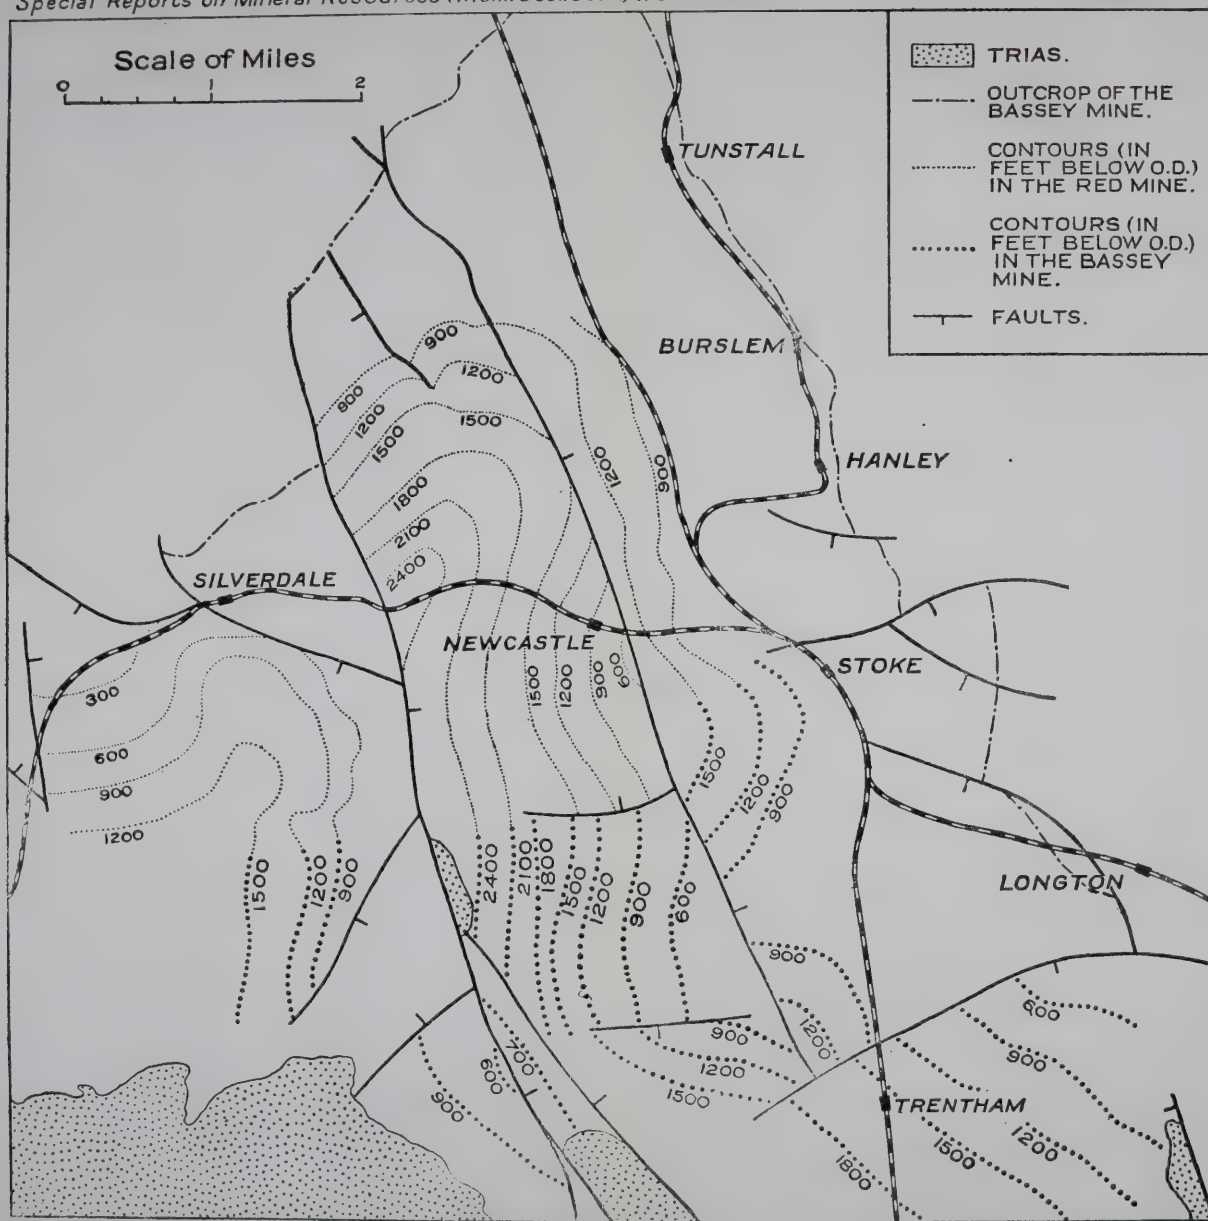 Special Reports on Mineral Resources
Scale of Miles
0 1 2
TRIAS.
OUTCROP OF THE
BASSEY MINE.
CONTOURS (IN
FEET BELOW O.D.)
IN THE RED MINE.
CONTOURS (IN
FEET BELOW O.D.)
IN THE BASSEY
MINE.
FAULTS.
TUNSTALL
BURSLEM
900
1200
900
1200
1500
1500
HANLEY
1200
900
1800
2100
2400
SILVERDALE
NEWCASTLE
STOKE
300
600
900
1200
1500
1200
900
600
1500
1200
900
1500
1200
900
2400
2100
1800
1500
1200
900
600
LONGTON
900
600
900
1200
1200
900
700
600
900
1500
TRENTHAM
1200
1500
1800